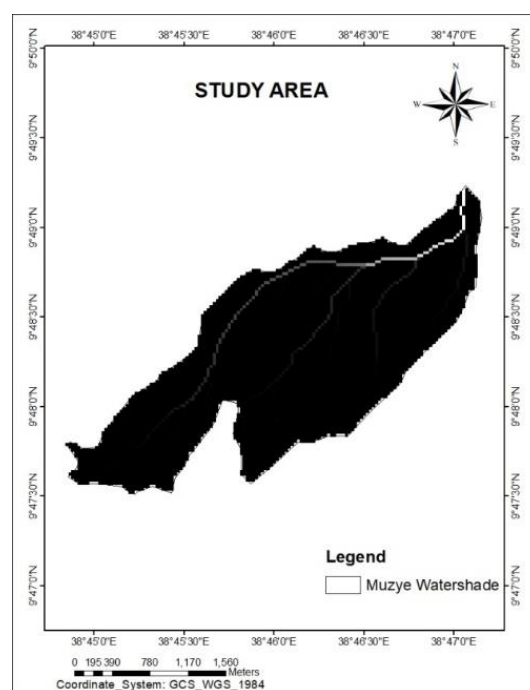 38°45'0"E 38°45'30"E 38°46'0"E 38°46'30"E 38°47'0"E
STUDY AREA
N
W E
S
9°5'0"N 9°5'0"N
9°49'30"N 9°49'30"N
9°49'0"N 9°49'0"N
9°48'30"N 9°48'30"N
9°48'0"N 9°48'0"N
9°47'30"N 9°47'30"N
9°47'0"N 9°47'0"N
Legend
Muzye Watershade
38°45'0"E 38°45'30"E 38°46'0"E 38°46'30"E 38°47'0"E
0 195 390 780 1,170 1,560
Meters
Coordinate_System: GCS_WGS_1984